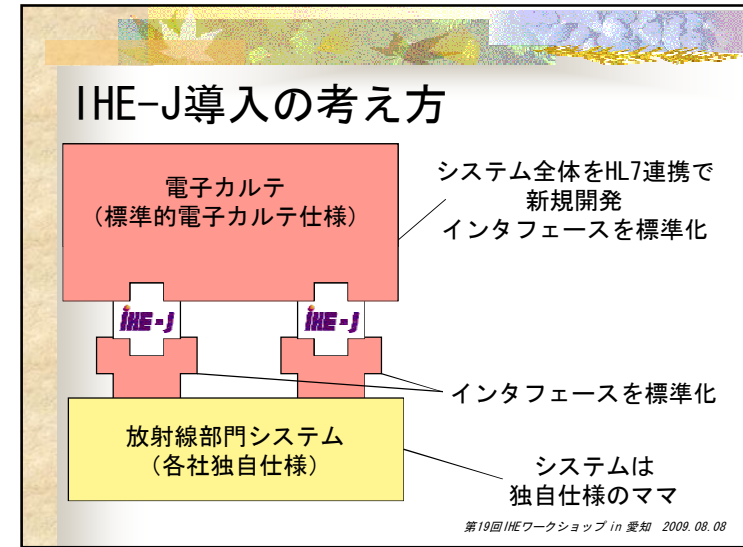 IHE-J導入の考え方
電子カルテ
（標準的電子カルテ仕様）
システム全体をHL7連携で
新規開発
インタフェースを標準化
iHE-J
iHE-J
インタフェースを標準化
放射線部門システム
（各社独自仕様）
システムは
独自仕様のママ
第19回IHEワークショップ in 愛知 2009.08.08